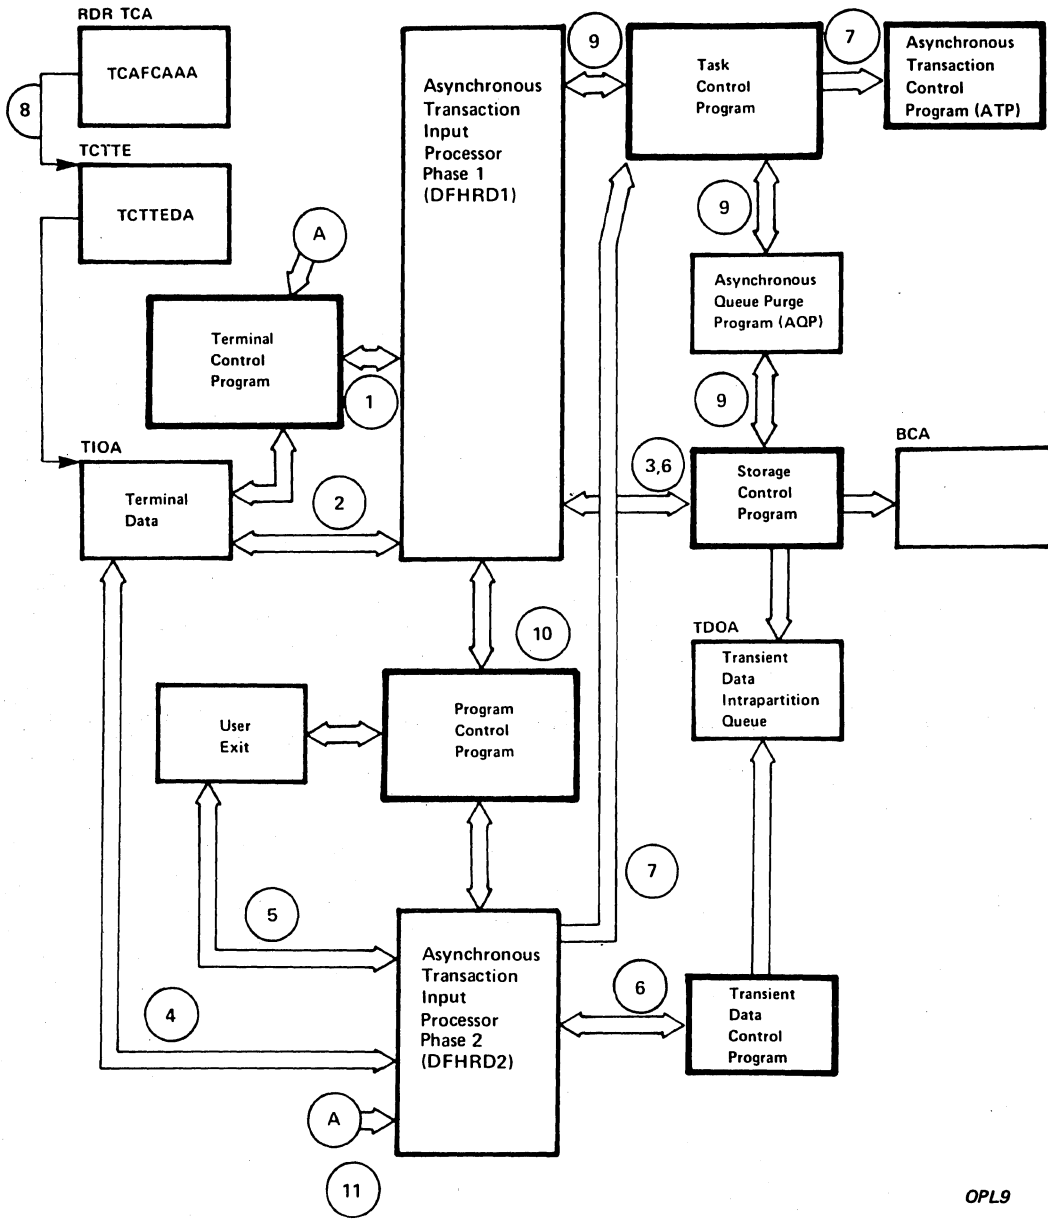 RDR TCA
TCAFCAAA
8
TCTTE
TCTTEDA
A
Terminal
Control
Program
1
TIOA
Terminal
Data
2
Asynchronous
Transaction
Input
Processor
Phase 1
(DFHRD1)
9
Task
Control
Program
7
Asynchronous
Transaction
Control
Program (ATP)
9
Asynchronous
Queue Purge
Program (AQP)
9
3,6
Storage
Control
Program
BCA
TDOA
Transient
Data
Intrapartition
Queue
10
User
Exit
Program
Control
Program
7
5
4
Asynchronous
Transaction
Input
Processor
Phase 2
(DFHRD2)
6
Transient
Data
Control
Program
A
11
OPL9